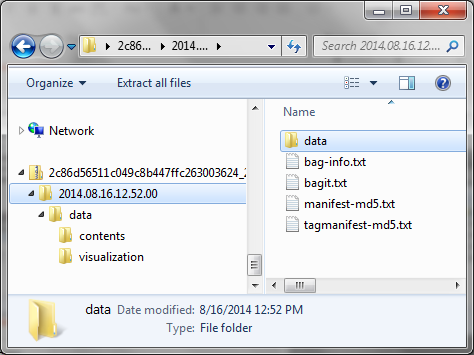 2c86... 2014....
Search 2014.08.16.12....
Organize Extract all files
Network
2c86d56511c049c8b447ffc263003624_2
2014.08.16.12.52.00
data
contents
visualization
Name
data
bag-info.txt
bagit.txt
manifest-md5.txt
tagmanifest-md5.txt
data Date modified: 8/16/2014 12:52 PM
Type: File folder